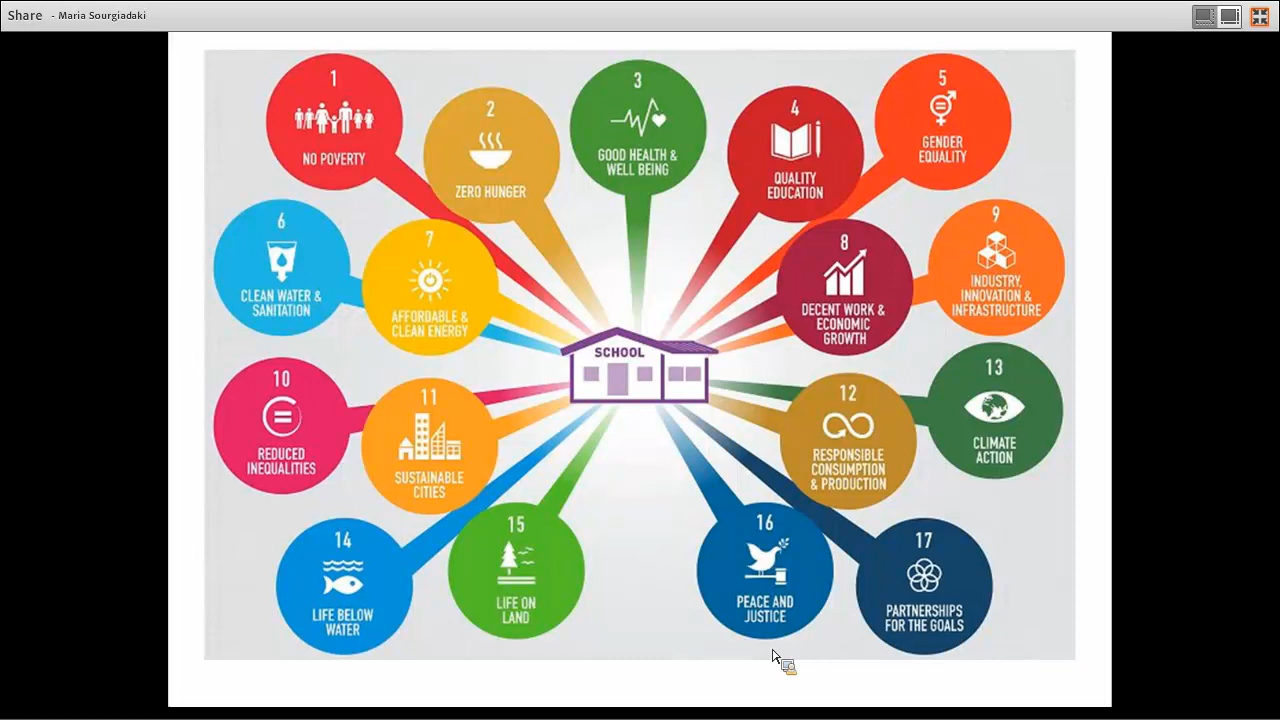 Share - Maria Sourgiadaki
1
NO POVERTY
2
ZERO HUNGER
3
GOOD HEALTH &
WELL BEING
4
QUALITY
EDUCATION
5
GENDER
EQUALITY
6
CLEAN WATER &
SANITATION
7
AFFORDABLE &
CLEAN ENERGY
8
DECENT WORK &
ECONOMIC
GROWTH
9
INDUSTRY,
INNOVATION &
INFRASTRUCTURE
SCHOOL
10
REDUCED
INEQUALITIES
11
SUSTAINABLE
CITIES
12
RESPONSIBLE
CONSUMPTION
& PRODUCTION
13
CLIMATE
ACTION
14
LIFE BELOW
WATER
15
LIFE ON
LAND
16
PEACE AND
JUSTICE
17
PARTNERSHIPS
FOR THE GOALS